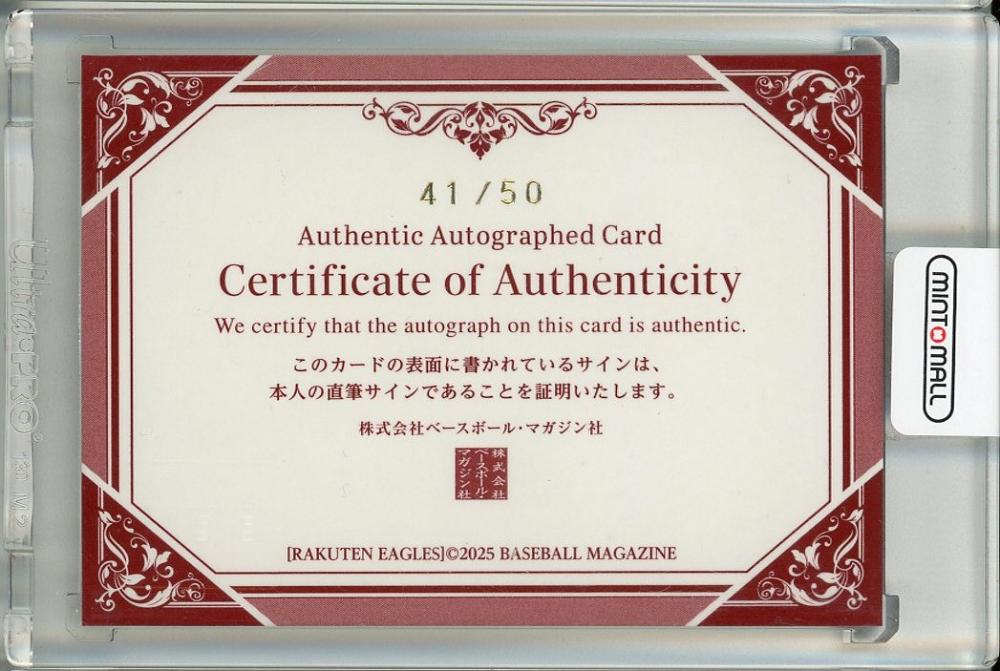 41/50
Authentic Autographed Card
Certificate of Authenticity
We certify that the autograph on this card is authentic.
このカードの表面に書かれているサインは、
本人の直筆サインであることを証明いたします。
株式会社ベースボール・マガジン社
株式会社
ベースボール・
マガジン社
[RAKUTEN EAGLES]©2025 BASEBALL MAGAZINE
MINT MALL
Ultra•PRO®